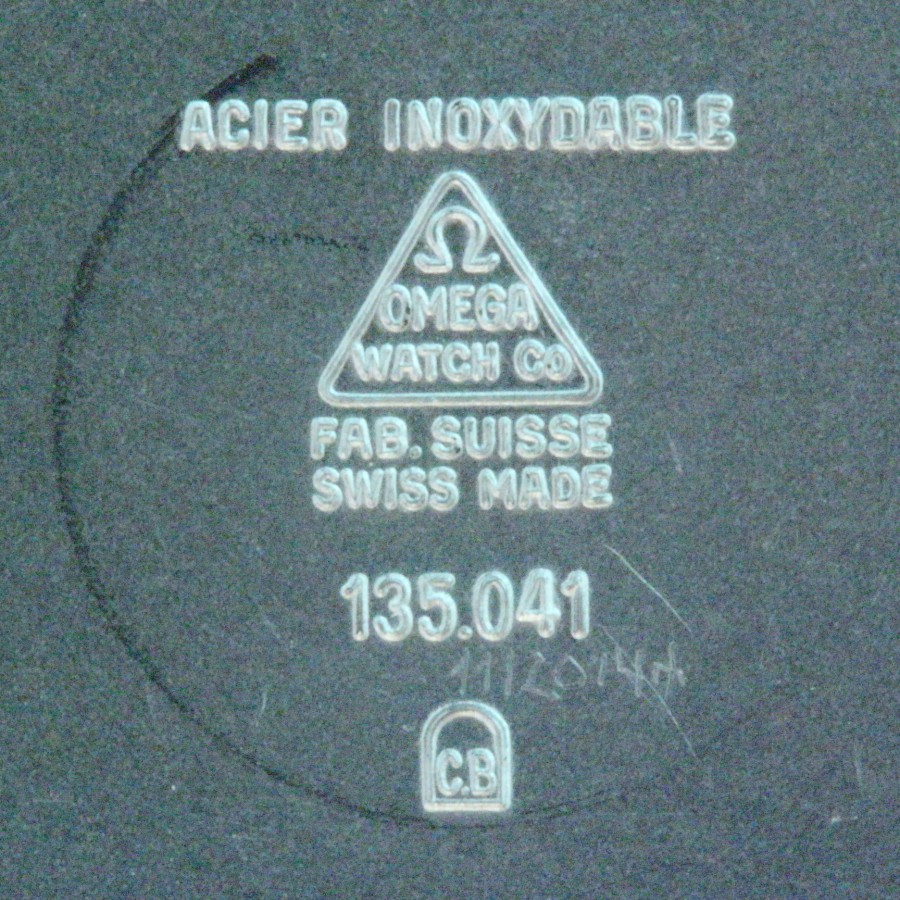 ACIER INOXYDABLE
Ω
OMEGA
WATCH CO
FAB. SUISSE
SWISS MADE
135.041
C.B